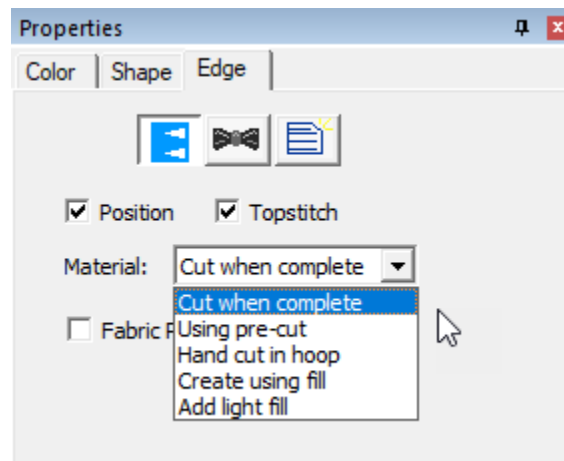 Properties
Color Shape Edge
Position Topstitch
Material: Cut when complete
Cut when complete
Fabric Using pre-cut
Hand cut in hoop
Create using fill
Add light fill